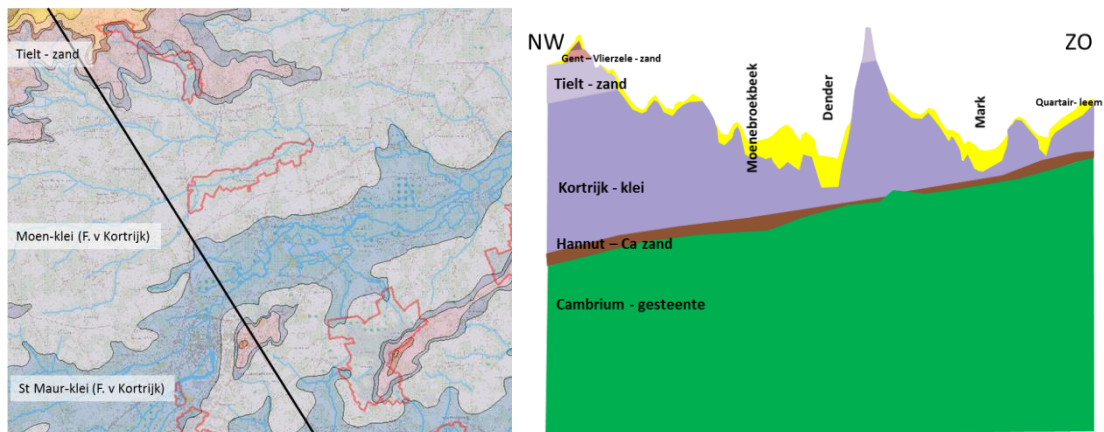 Tielt - zand
Moen-klei (F. v Kortrijk)
St Maur-klei (F. v Kortrijk)
NW
ZO
Gent – Vlierzele - zand
Tielt - zand
Moenebroekbeek
Dender
Mark
Quartair- leem
Kortrijk - klei
Hannut – Ca zand
Cambrium - gesteente